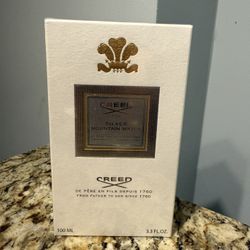 CREED
SILVER
MOUNTAIN WATER
CREED
DE PÈRE EN FILS DEPUIS 1760
FROM FATHER TO SON SINCE 1760
100 ML
3.3 FL.OZ.